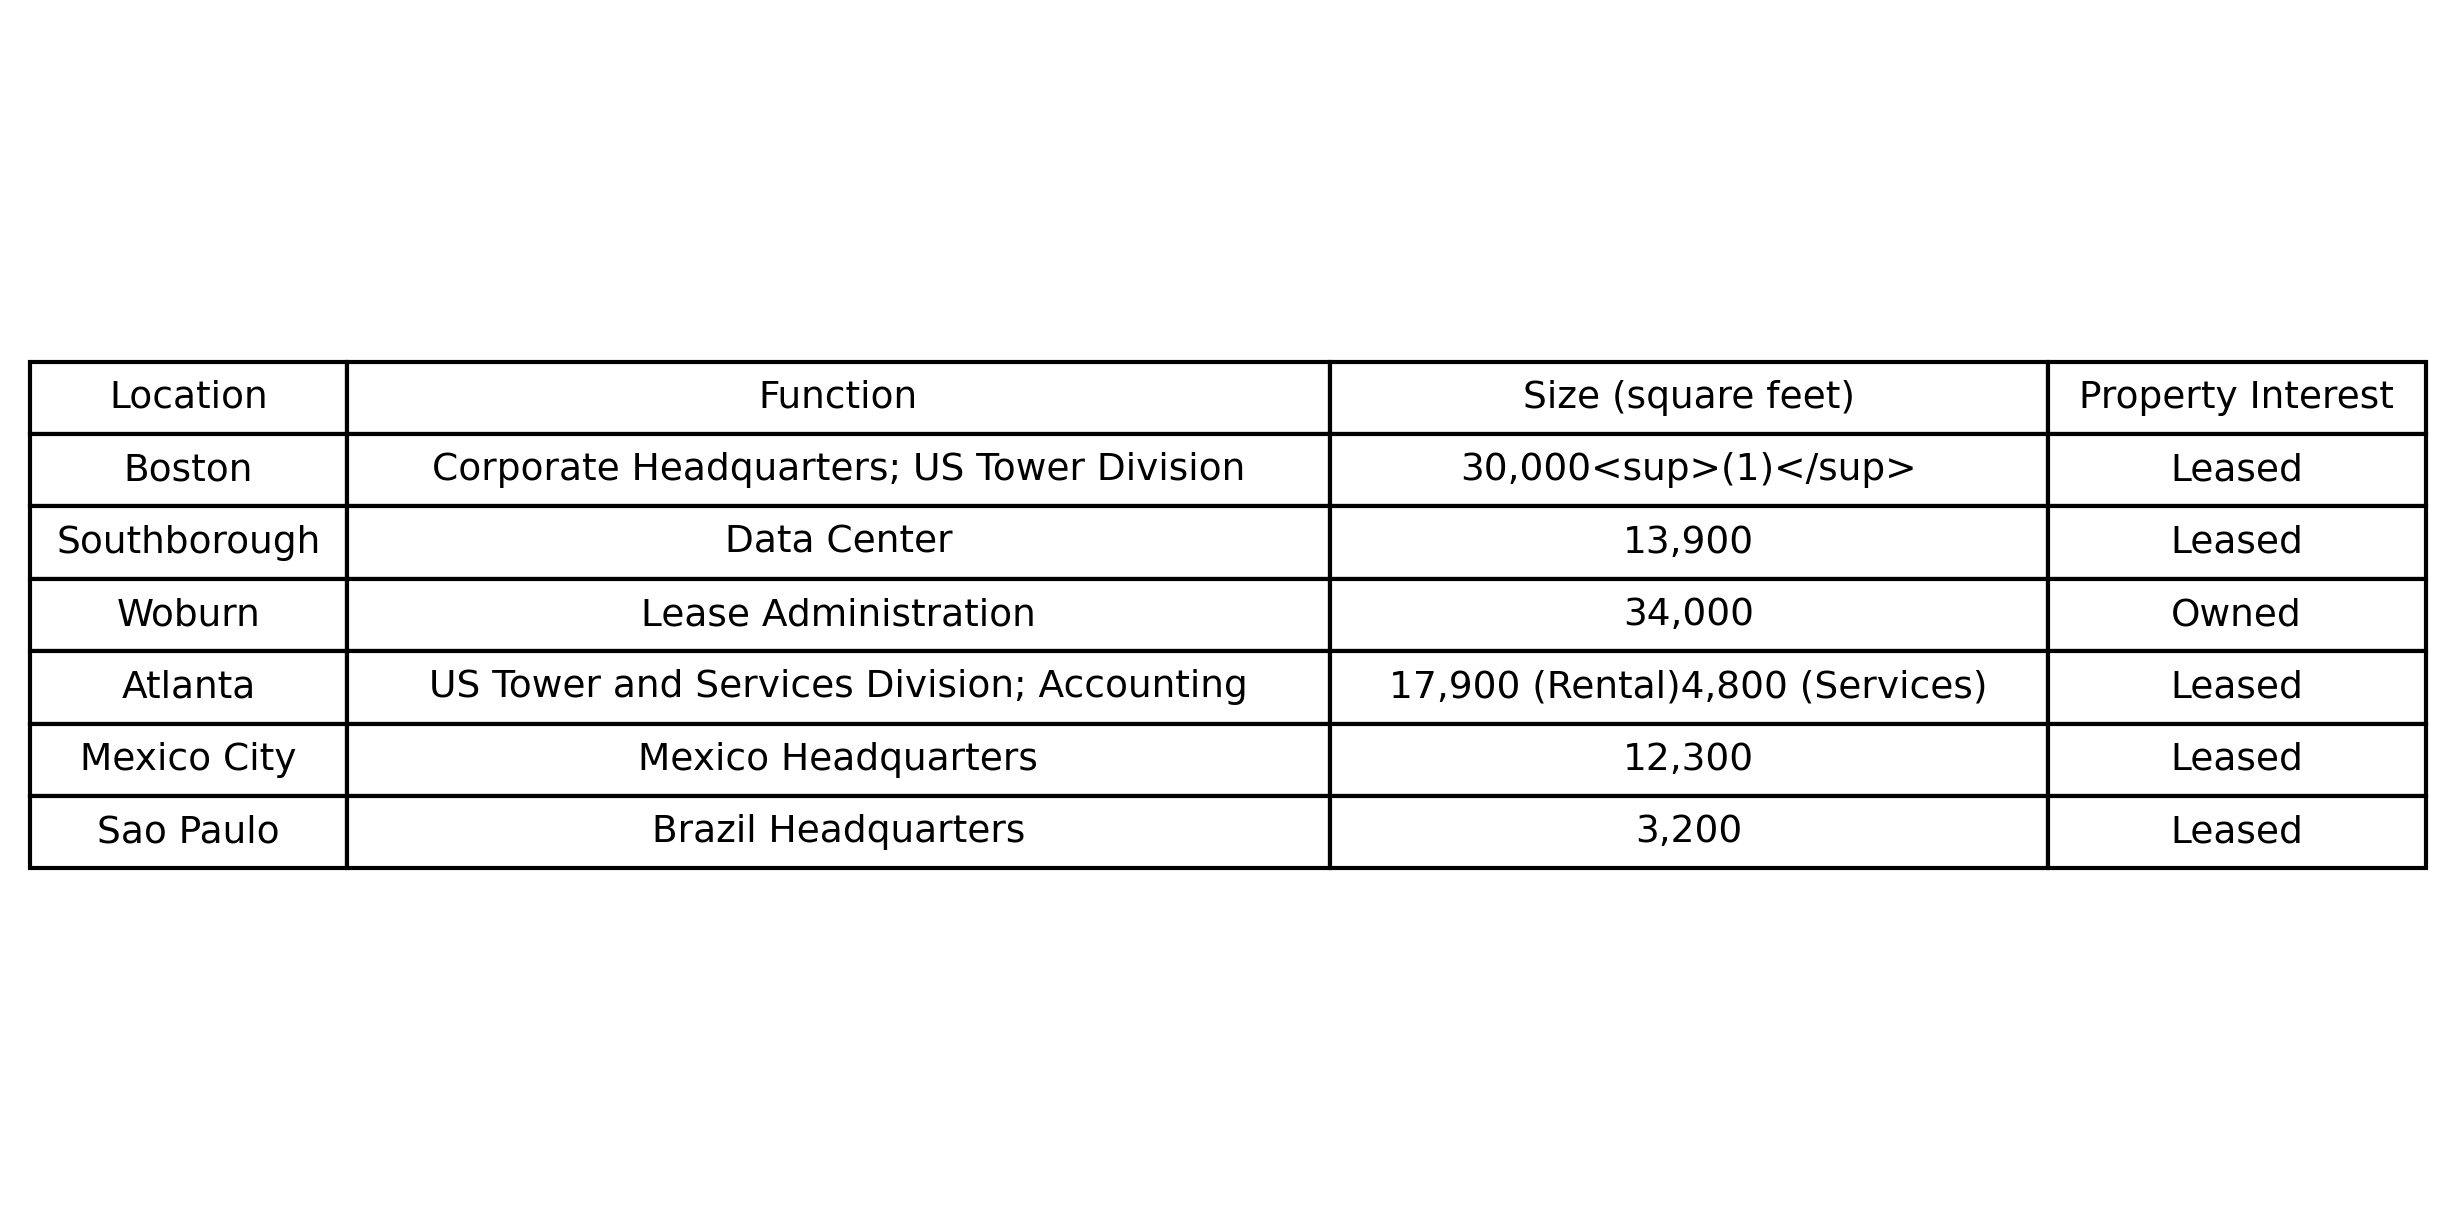 Location Function Size (square feet) Property Interest
Boston Corporate Headquarters; US Tower Division 30,000<sup>(1)</sup> Leased
Southborough Data Center 13,900 Leased
Woburn Lease Administration 34,000 Owned
Atlanta US Tower and Services Division; Accounting 17,900 (Rental)4,800 (Services) Leased
Mexico City Mexico Headquarters 12,300 Leased
Sao Paulo Brazil Headquarters 3,200 Leased